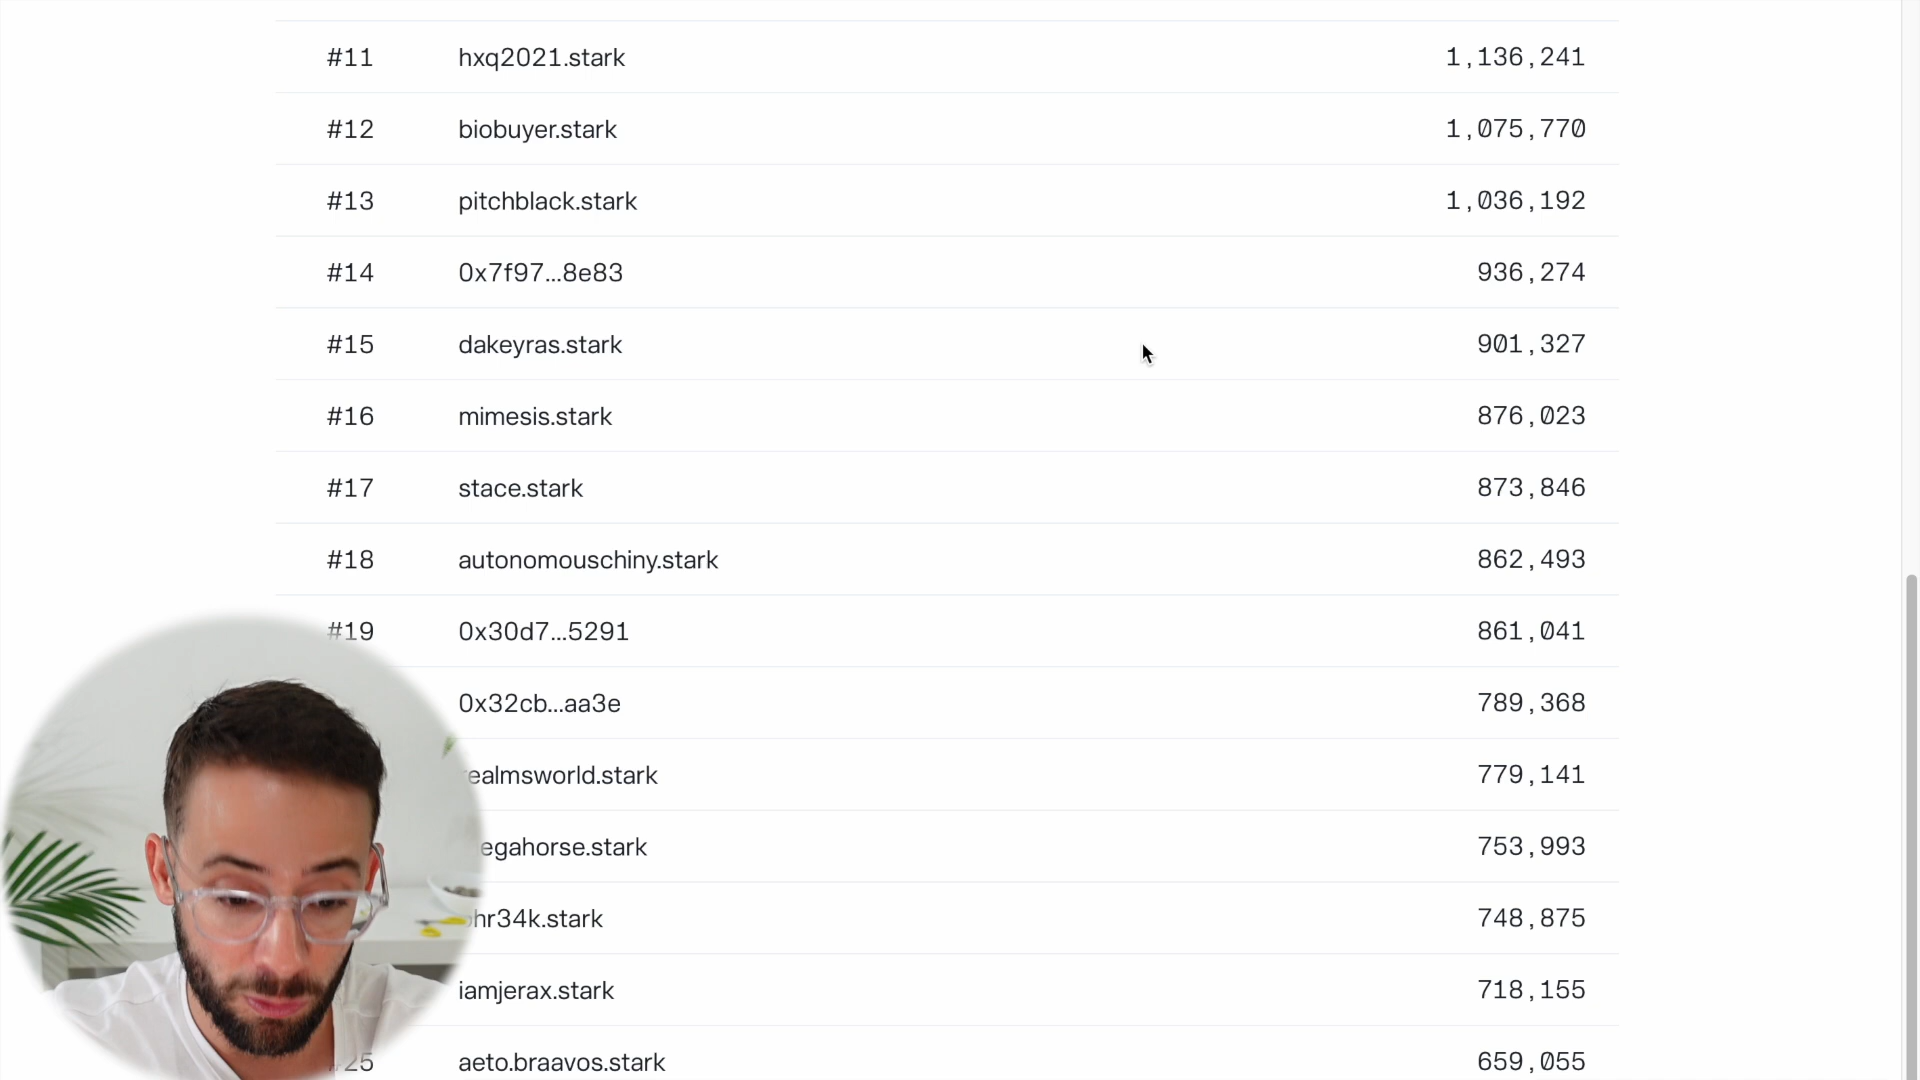 #11 hxq2021.stark 1,136,241
#12 biobuyer.stark 1,075,770
#13 pitchblack.stark 1,036,192
#14 0x7f97...8e83 936,274
#15 dakeyras.stark 901,327
#16 mimesis.stark 876,023
#17 stace.stark 873,846
#18 autonomouschiny.stark 862,493
#19 0x30d7...5291 861,041
0x32cb...aa3e 789,368
realmsworld.stark 779,141
753,993
748,875
iamjerax.stark 718,155
#25 aeto.braavos.stark 659,055